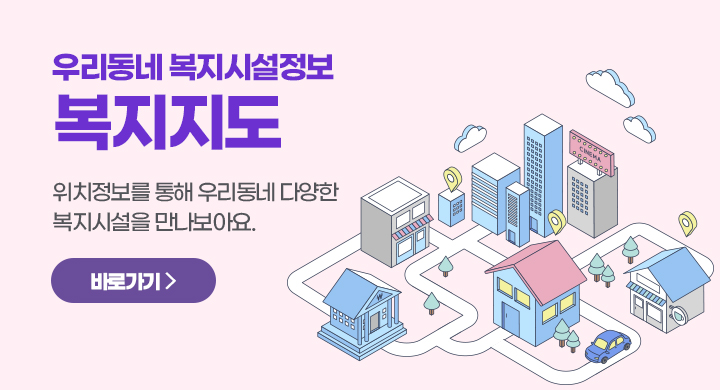 우리동네 복지시설정보
복지지도
위치정보를 통해 우리동네 다양한
복지시설을 만나보아요.
바로가기 >
CINEMA
W